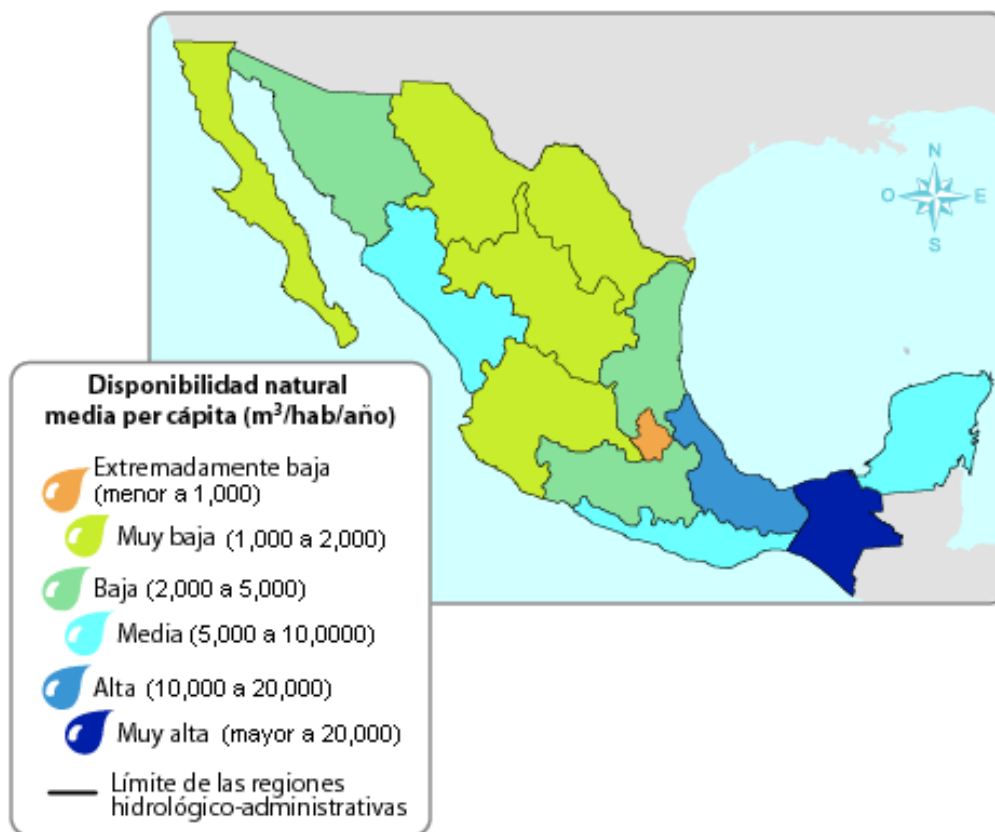 N
O
E
S
Disponibilidad natural
media per cápita (m³/hab/año)
Extremadamente baja
(menor a 1,000)
Muy baja (1,000 a 2,000)
Baja (2,000 a 5,000)
Media (5,000 a 10,0000)
Alta (10,000 a 20,000)
Muy alta (mayor a 20,000)
Límite de las regiones
hidrológico-administrativas